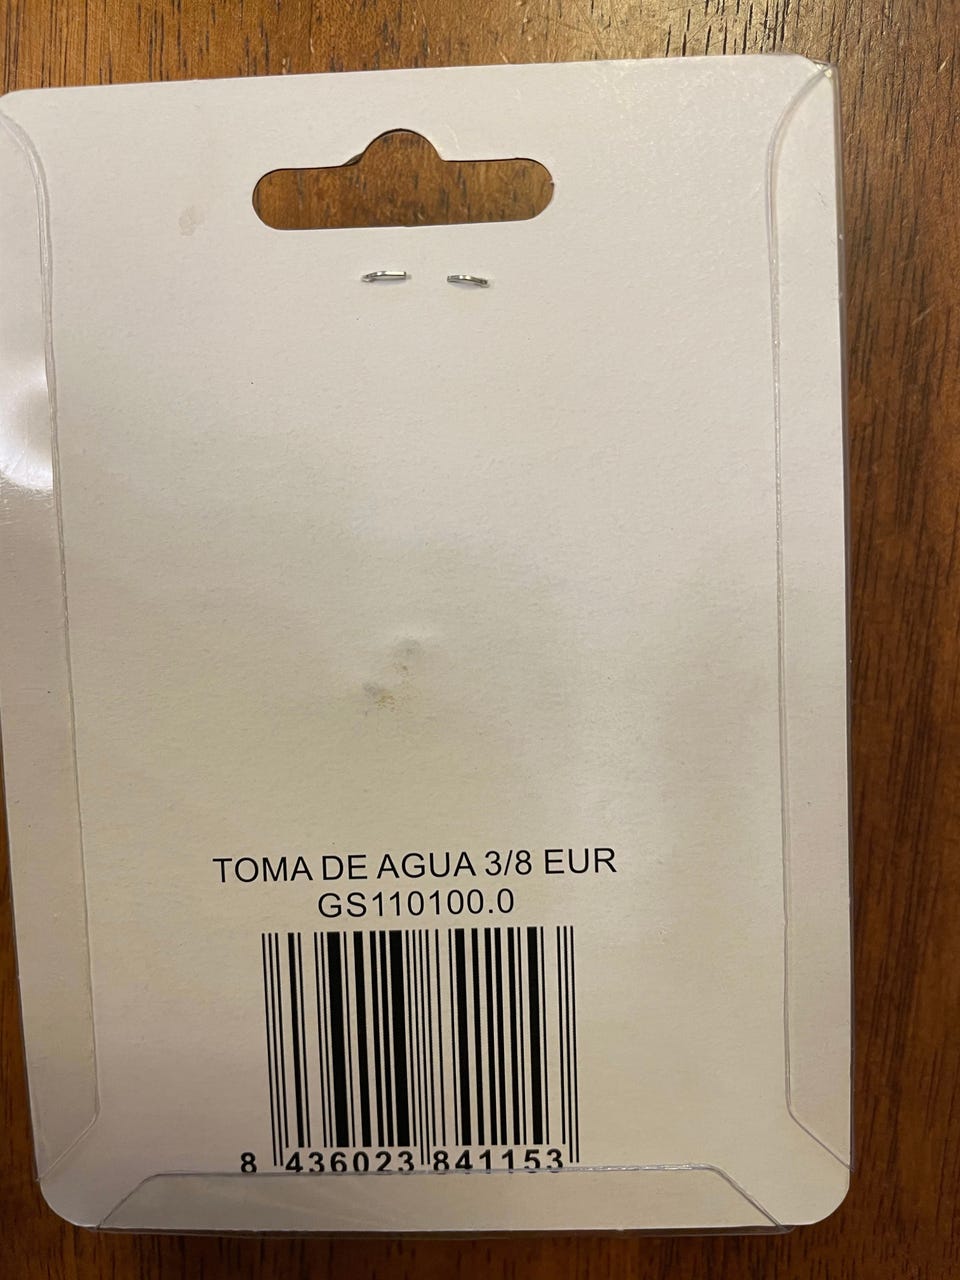 TOMA DE AGUA 3/8 EUR
GS110100.0
8 436023 841153